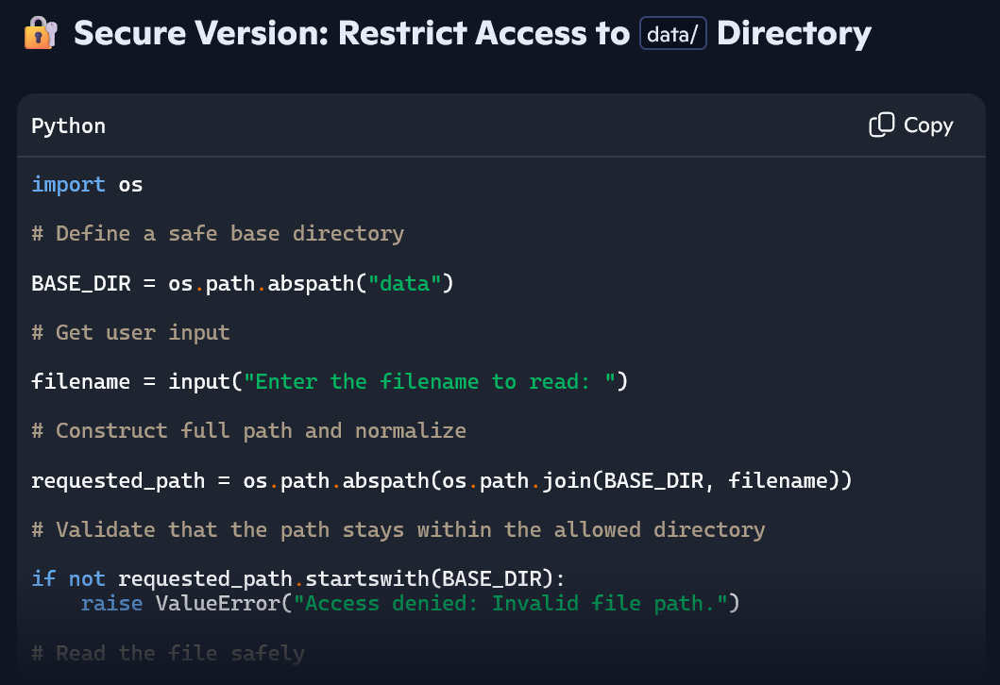 🔐 Secure Version: Restrict Access to data/ Directory
Python
Copy
import os
# Define a safe base directory
BASE_DIR = os.path.abspath("data")
# Get user input
filename = input("Enter the filename to read: ")
# Construct full path and normalize
requested_path = os.path.abspath(os.path.join(BASE_DIR, filename))
# Validate that the path stays within the allowed directory
if not requested_path.startswith(BASE_DIR):
    raise ValueError("Access denied: Invalid file path.")
# Read the file safely